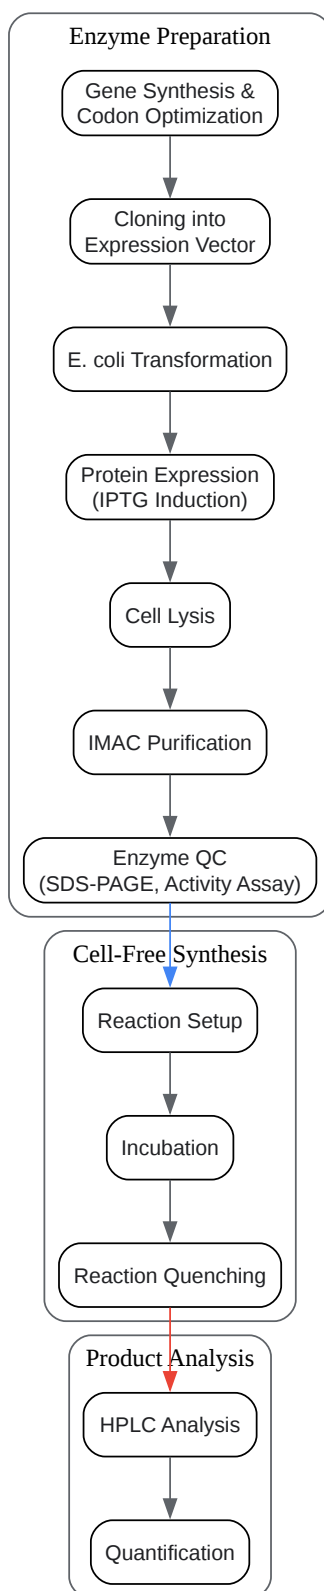 Enzyme Preparation
Gene Synthesis &
Codon Optimization
Cloning into
Expression Vector
E. coli Transformation
Protein Expression
(IPTG Induction)
Cell Lysis
IMAC Purification
Enzyme QC
(SDS-PAGE, Activity Assay)
Cell-Free Synthesis
Reaction Setup
Incubation
Reaction Quenching
Product Analysis
HPLC Analysis
Quantification